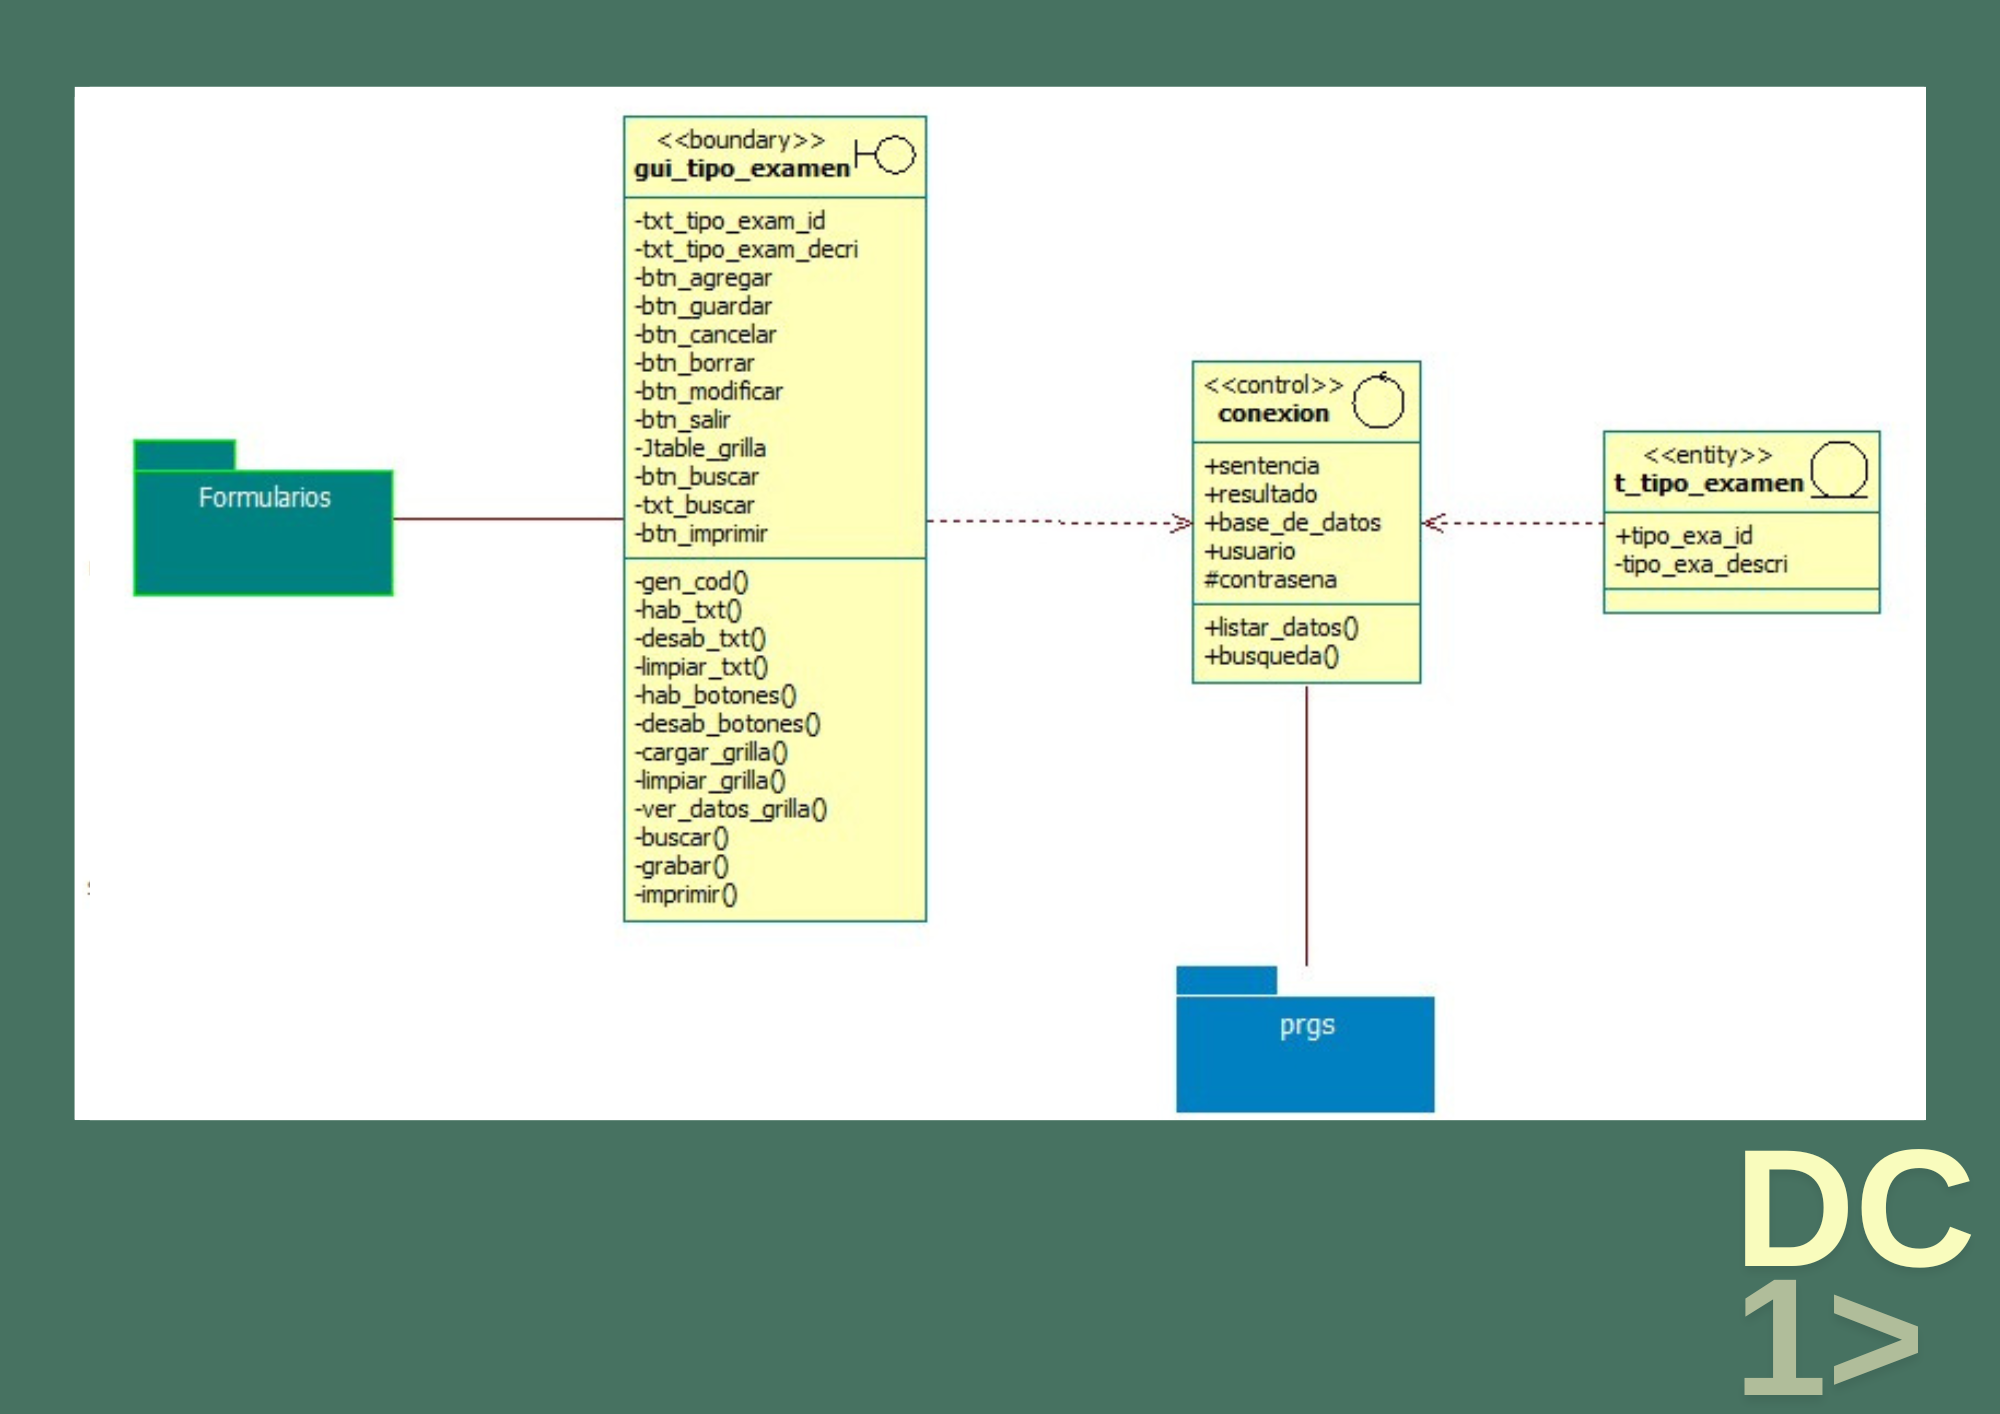 <<boundary>>
gui_tipo_examen
-txt_tipo_exam_id
-txt_tipo_exam_decri
-btn_agregar
-btn_guardar
-btn_cancelar
-btn_borrar
-btn_modificar
-btn_salir
-Jtable_grilla
-btn_buscar
-txt_buscar
-btn_imprimir
-gen_cod()
-hab_txt()
-desab_txt()
-limpiar_txt()
-hab_botones()
-desab_botones()
-cargar_grilla()
-limpiar_grilla()
-ver_datos_grilla()
-buscar()
-grabar()
-imprimir()
Formularios
<<control>>
conexion
+sentencia
+resultado
+base_de_datos
+usuario
#contrasena
+listar_datos()
+busqueda()
<<entity>>
t_tipo_examen
+tipo_exa_id
-tipo_exa_descri
prgs
DC
1>